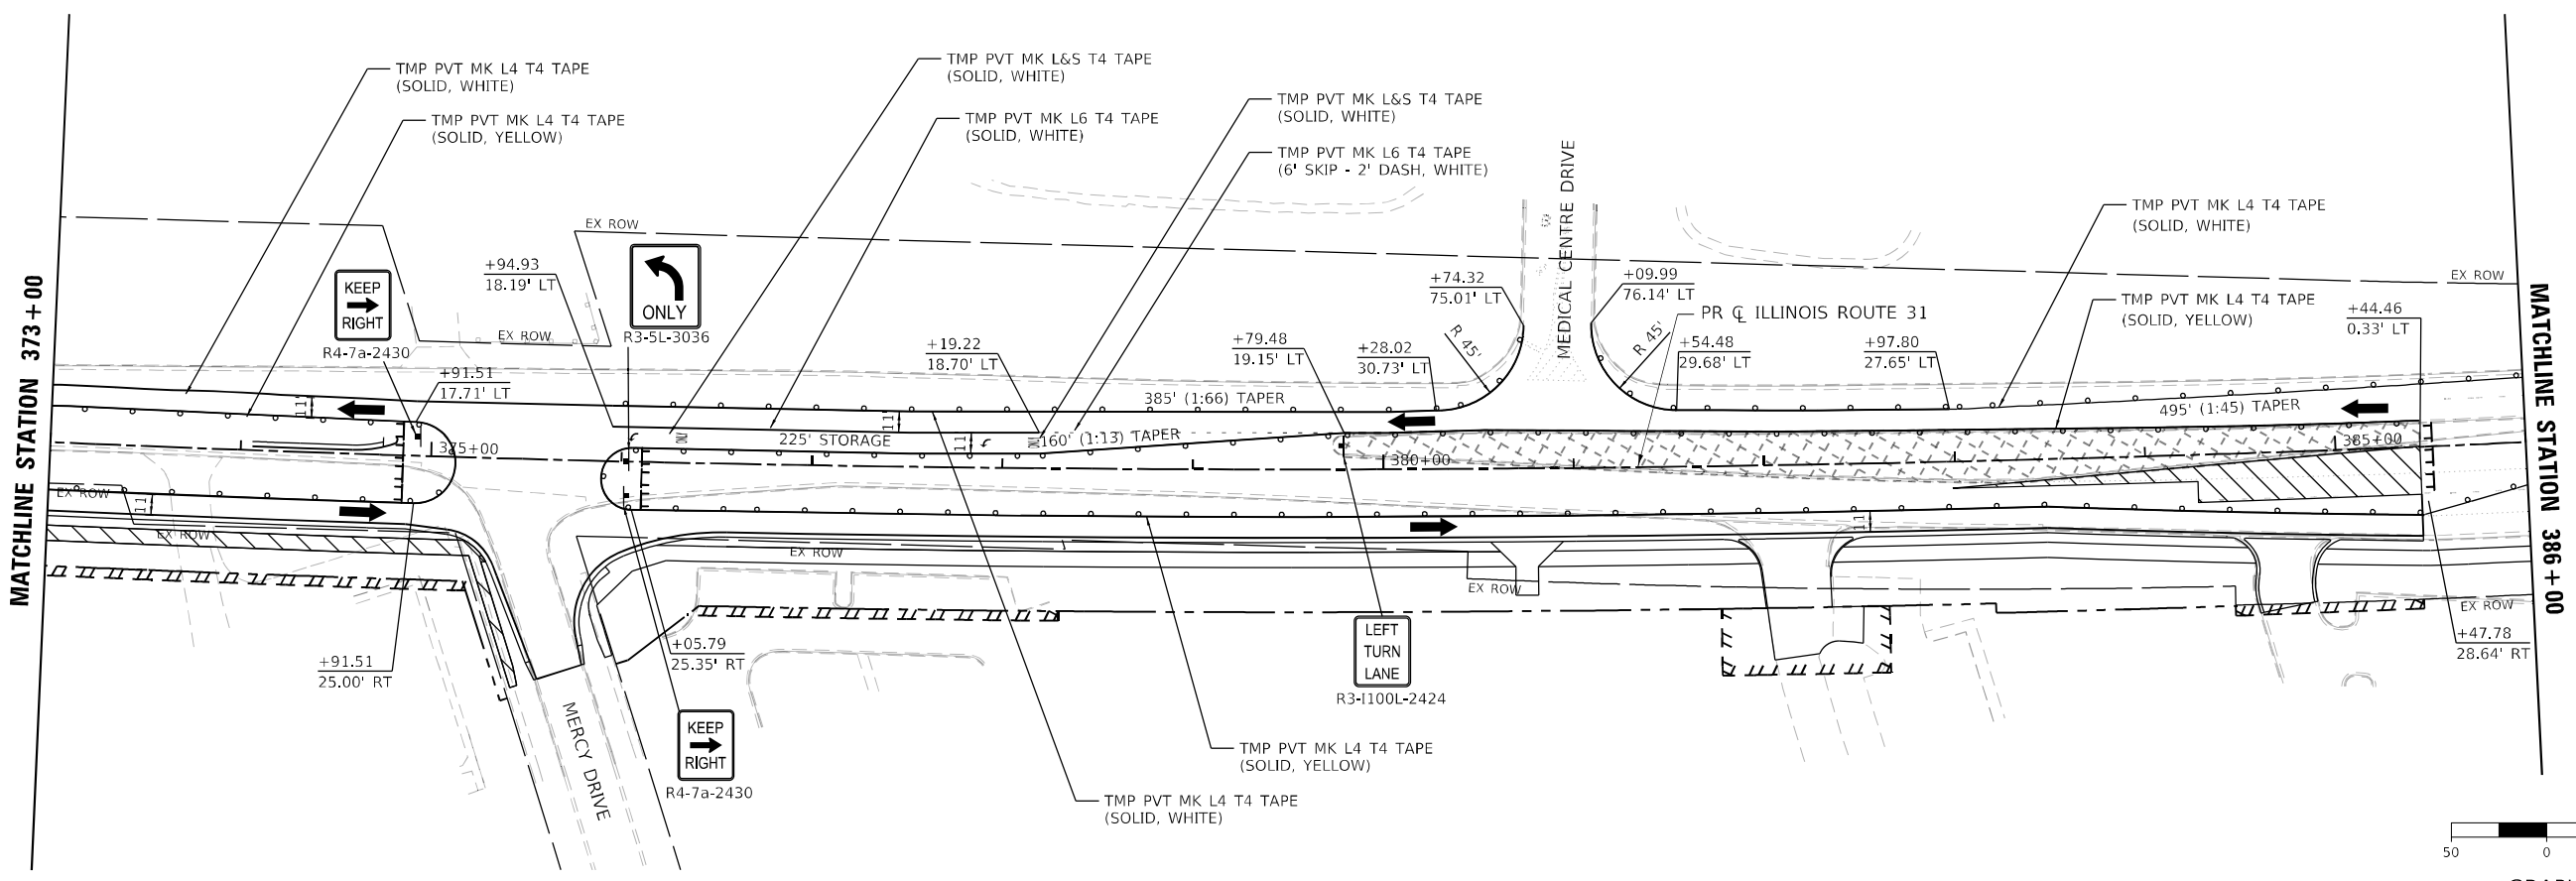 TMP PVT MK L4 T4 TAPE
(SOLID, WHITE)
TMP PVT MK L4 T4 TAPE
(SOLID, YELLOW)
TMP PVT MK L&S T4 TAPE
(SOLID, WHITE)
TMP PVT MK L6 T4 TAPE
(SOLID, WHITE)
TMP PVT MK L&S T4 TAPE
(SOLID, WHITE)
TMP PVT MK L6 T4 TAPE
(6' SKIP - 2' DASH, WHITE)
MEDICAL CENTRE DRIVE
TMP PVT MK L4 T4 TAPE
(SOLID, WHITE)
TMP PVT MK L4 T4 TAPE
(SOLID, YELLOW)
MATCHLINE STATION 373+00
MATCHLINE STATION 386+00
EX ROW
EX ROW
EX ROW
KEEP
RIGHT
R4-7a-2430
ONLY
R3-5L-3036
+94.93
18.19' LT
+91.51
17.71' LT
+19.22
18.70' LT
+79.48
19.15' LT
+28.02
30.73' LT
+74.32
75.01' LT
+09.99
76.14' LT
R 45'
R 45'
PR ℄ ILLINOIS ROUTE 31
+54.48
29.68' LT
+97.80
27.65' LT
+44.46
0.33' LT
385' (1:66) TAPER
495' (1:45) TAPER
11'
11'
11'
225' STORAGE
160' (1:13) TAPER
375+00
380+00
385+00
EX ROW
11'
11'
EX ROW
EX ROW
EX ROW
EX ROW
+91.51
25.00' RT
+05.79
25.35' RT
+47.78
28.64' RT
LEFT
TURN
LANE
R3-I100L-2424
MERCY DRIVE
KEEP
RIGHT
R4-7a-2430
TMP PVT MK L4 T4 TAPE
(SOLID, YELLOW)
TMP PVT MK L4 T4 TAPE
(SOLID, WHITE)
50
0